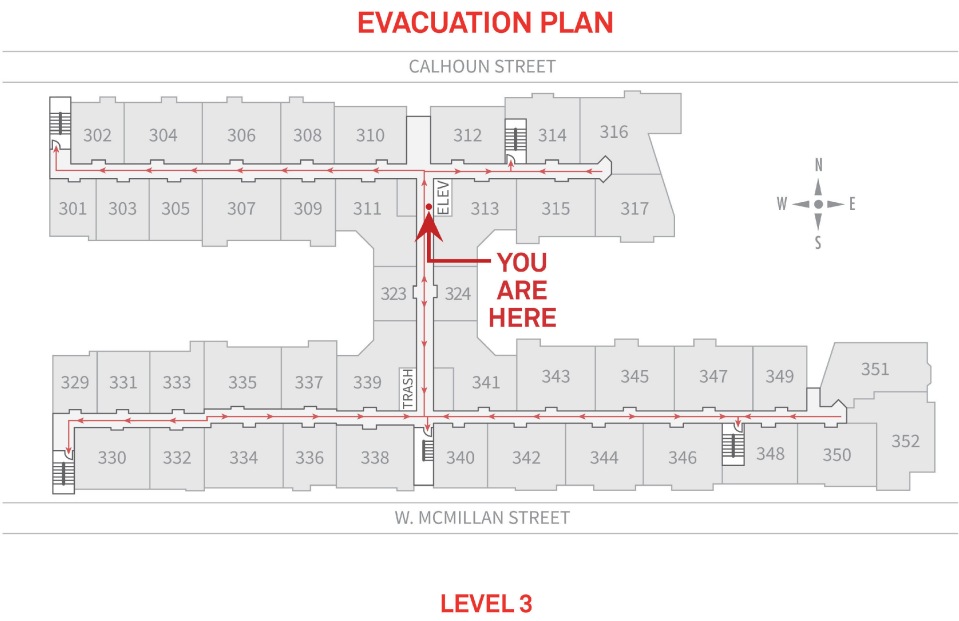 EVACUATION PLAN
CALHOUN STREET
302 304 306 308 310 312 314 316
301 303 305 307 309 311 ELEV 313 315 317
N
W E
S
323 324
YOU
ARE
HERE
329 331 333 335 337 339 TRASH 341 343 345 347 349 351
330 332 334 336 338 340 342 344 346 348 350 352
W. MCMILLAN STREET
LEVEL 3